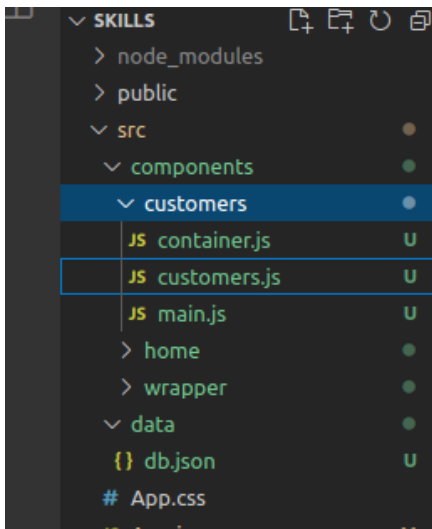 SKILLS
node_modules
public
src
components
customers
JS container.js U
JS customers.js U
JS main.js U
home
wrapper
data
{} db.json U
# App.css